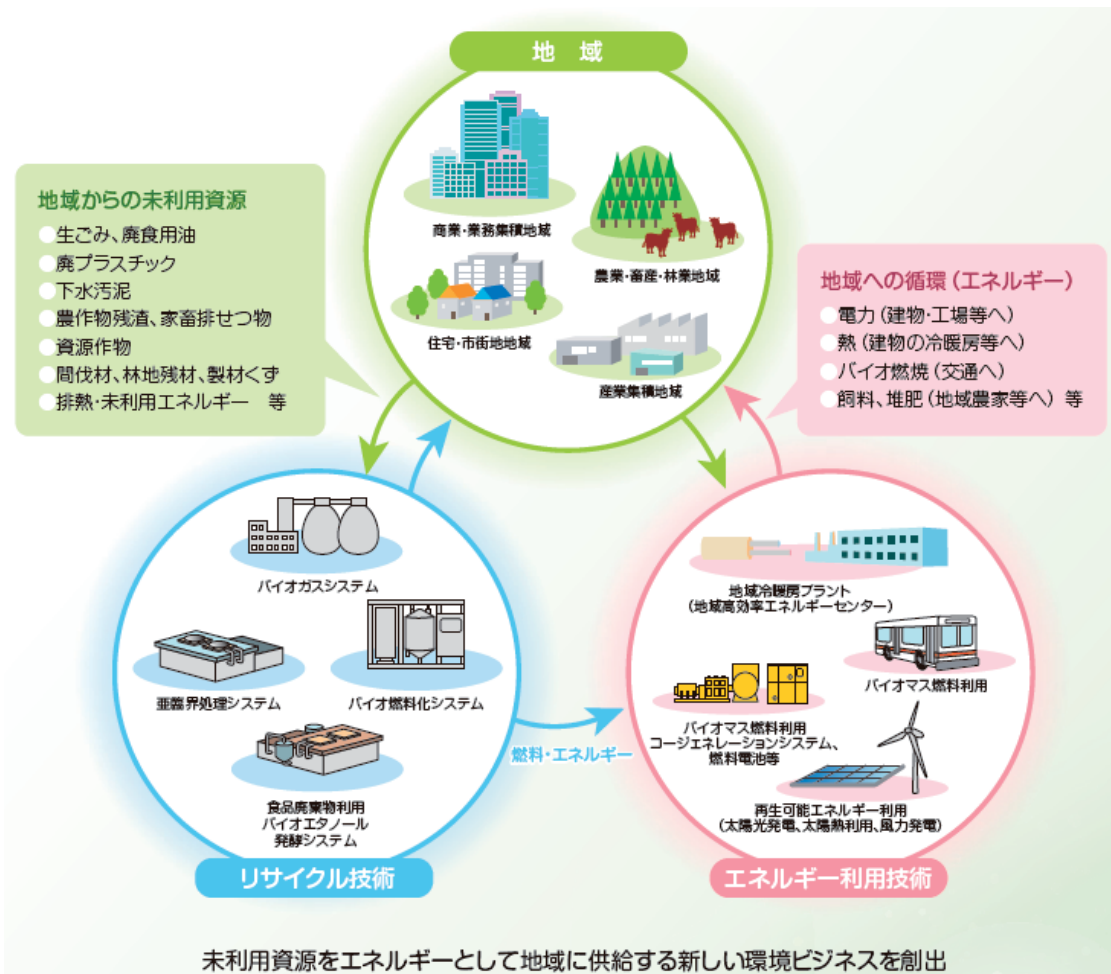 地 域
商業・業務集積地域
農業・畜産・林業地域
住宅・市街地地域
産業集積地域
地域からの未利用資源
●生ごみ、廃食用油
●廃プラスチック
●下水汚泥
●農作物残渣、家畜排せつ物
●資源作物
●間伐材、林地残材、製材くず
●排熱・未利用エネルギー 等
地域への循環(エネルギー)
●電力(建物・工場等へ)
●熱(建物の冷暖房等へ)
●バイオ燃焼(交通へ)
●飼料、堆肥(地域農家等へ) 等
バイオガスシステム
亜臨界処理システム
バイオ燃料化システム
食品廃棄物利用
バイオエタノール
発酵システム
リサイクル技術
燃料・エネルギー
地域冷暖房プラント
(地域高効率エネルギーセンター)
バイオマス燃料利用
バイオマス燃料利用
コージェネレーションシステム、
燃料電池等
再生可能エネルギー利用
(太陽光発電、太陽熱利用、風力発電)
エネルギー利用技術
未利用資源をエネルギーとして地域に供給する新しい環境ビジネスを創出